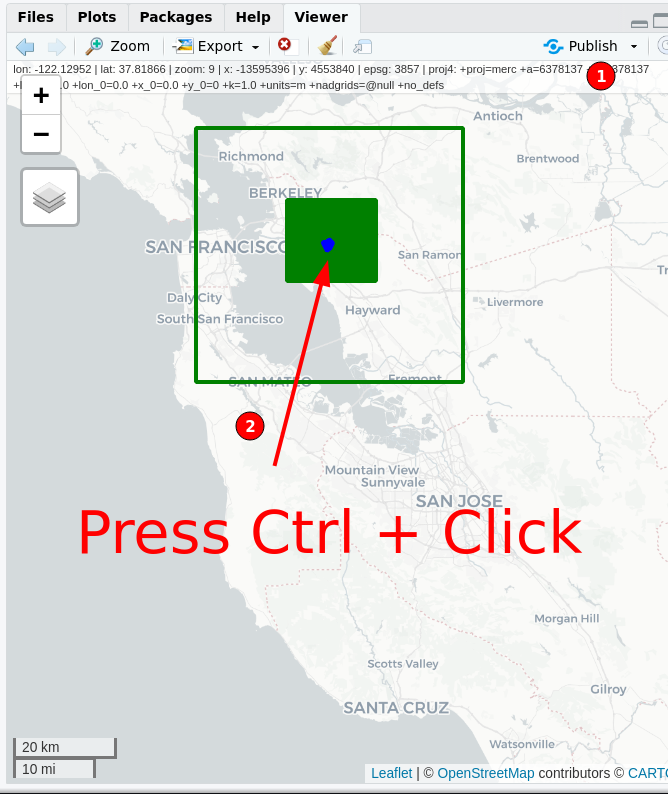 Files Plots Packages Help Viewer
Zoom Export Publish
lon: -122.12952 | lat: 37.81866 | zoom: 9 | x: -13595396 | y: 4553840 | epsg: 3857 | proj4: +proj=merc +a=6378137 378137
.0 +lon_0=0.0 +x_0=0.0 +y_0=0 +k=1.0 +units=m +nadgrids=@null +no_defs
1
+
−
Antioch
Richmond
Brentwood
BERKELEY
SAN FRANCISCO
San Ramon
Daly City
Livermore
Hayward
South San Francisco
SAN MATEO
Fremont
2
Mountain View
Sunnyvale
SAN JOSE
Press Ctrl + Click
Morgan Hill
Scotts Valley
Gilroy
SANTA CRUZ
Watsonville
20 km
10 mi
Leaflet | © OpenStreetMap contributors © CARTO